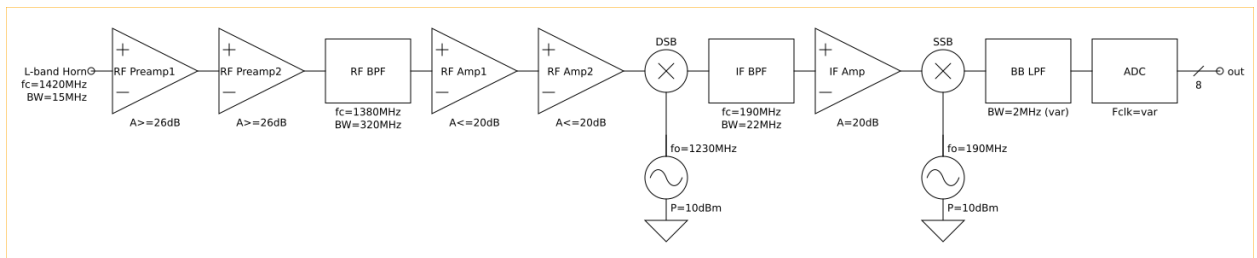 L-band Horn
fc=1420MHz
BW=15MHz
+
RF Preamp1
−
A>=26dB
+
RF Preamp2
−
A>=26dB
RF BPF
fc=1380MHz
BW=320MHz
+
RF Amp1
−
A<=20dB
+
RF Amp2
−
A<=20dB
DSB
fo=1230MHz
P=10dBm
IF BPF
fc=190MHz
BW=22MHz
+
IF Amp
−
A=20dB
SSB
fo=190MHz
P=10dBm
BB LPF
BW=2MHz (var)
ADC
Fclk=var
8
out